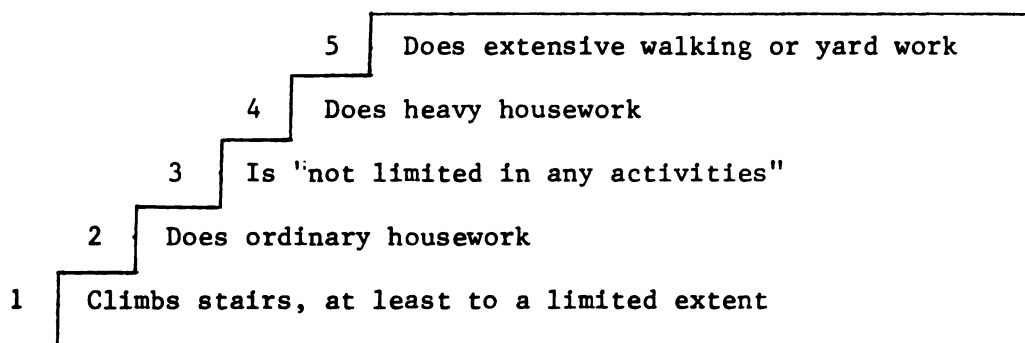 5 Does extensive walking or yard work
4 Does heavy housework
3 Is "not limited in any activities"
2 Does ordinary housework
1 Climbs stairs, at least to a limited extent